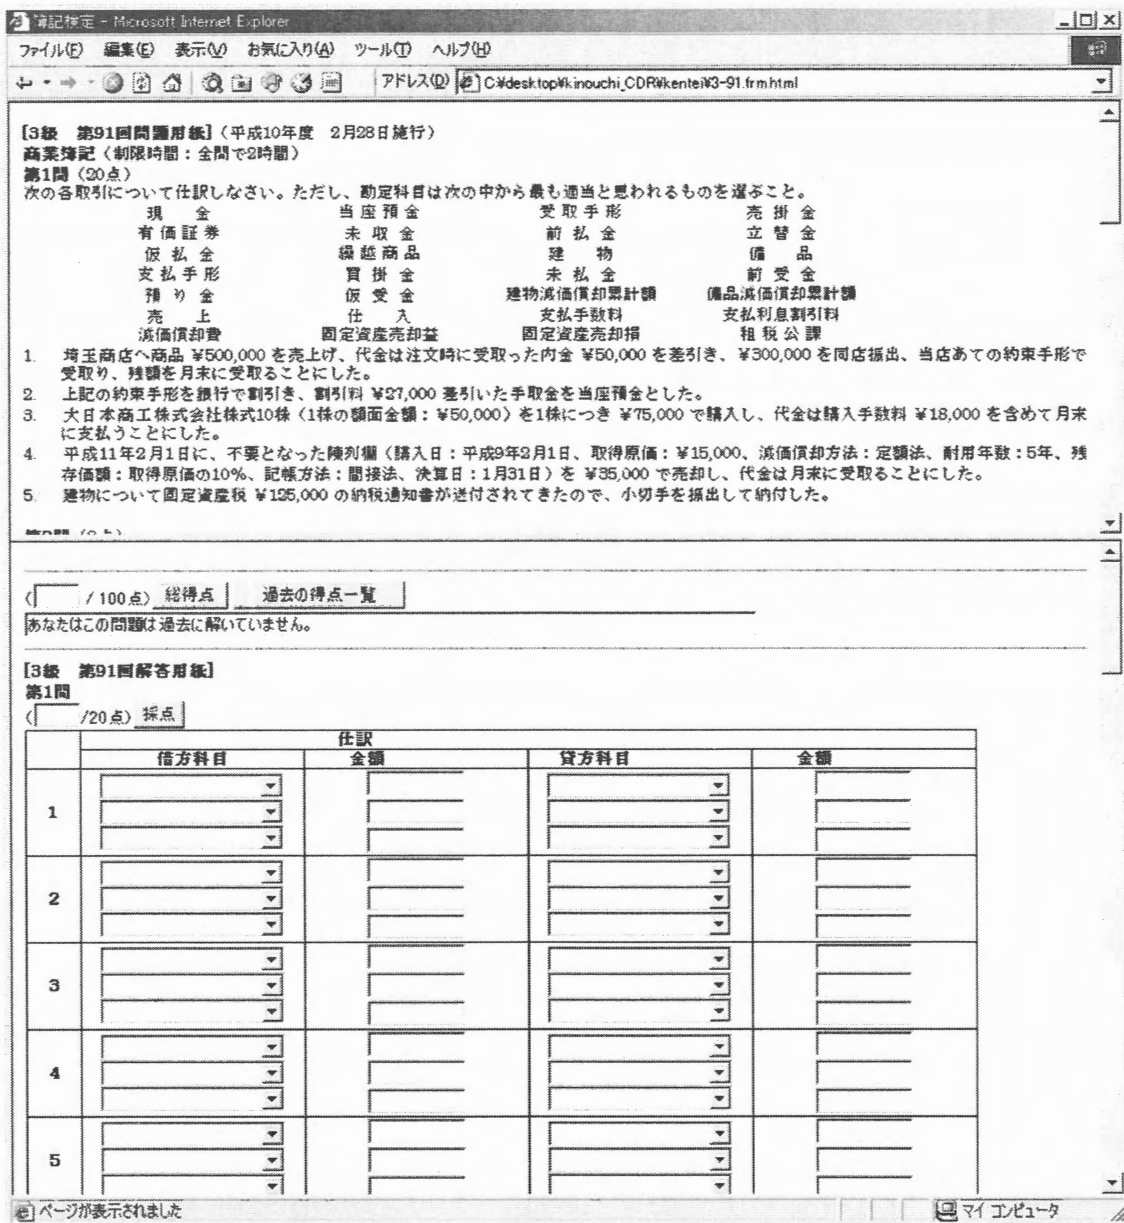 簿記検定 - Microsoft Internet Explorer
ファイル(F) 編集(E) 表示(V) お気に入り(A) ツール(T) ヘルプ(H)
アドレス(D) C:¥desktop¥kinouchi_CDR¥kentei¥3-91.frm.html
[3級 第91回問題用紙](平成10年度 2月28日施行)
商業簿記(制限時間:全問で2時間)
第1問(20点)
次の各取引について仕訳しなさい。ただし、勘定科目は次の中から最も適当と思われるものを選ぶこと。
現 金 当座預金 受取手形 売掛金
有価証券 未収金 前払金 立替金
仮払金 繰越商品 建 物 備 品
支払手形 買掛金 未払金 前受金
預り金 仮受金 建物減価償却累計額 備品減価償却累計額
売 上 仕 入 支払手数料 支払利息割引料
減価償却費 固定資産売却益 固定資産売却損 租税公課
1. 埼玉商店へ商品 ¥500,000 を売上げ、代金は注文時に受取った内金 ¥50,000 を差引き、¥300,000 を同店振出、当店あての約束手形で
受取り、残額を月末に受取ることにした。
2. 上記の約束手形を銀行で割引き、割引料 ¥27,000 差引いた手取金を当座預金とした。
3. 大日本商工株式会社株式10株(1株の額面金額:¥50,000)を1株につき ¥75,000 で購入し、代金は購入手数料 ¥18,000 を含めて月末
に支払うことにした。
4. 平成11年2月1日に、不要となった陳列棚(購入日:平成9年2月1日、取得原価:¥15,000、減価償却方法:定額法、耐用年数:5年、残
存価額:取得原価の10%、記帳方法:間接法、決算日:1月31日)を ¥35,000 で売却し、代金は月末に受取ることにした。
5. 建物について固定資産税 ¥125,000 の納税通知書が送付されてきたので、小切手を振出して納付した。
( / 100点) 総得点 過去の得点一覧
あなたはこの問題は過去に解いていません。
[3級 第91回解答用紙]
第1問
( /20点) 採点
仕訳
借方科目 金額 貸方科目 金額
1
2
3
4
5
ページが表示されました マイ コンピュータ